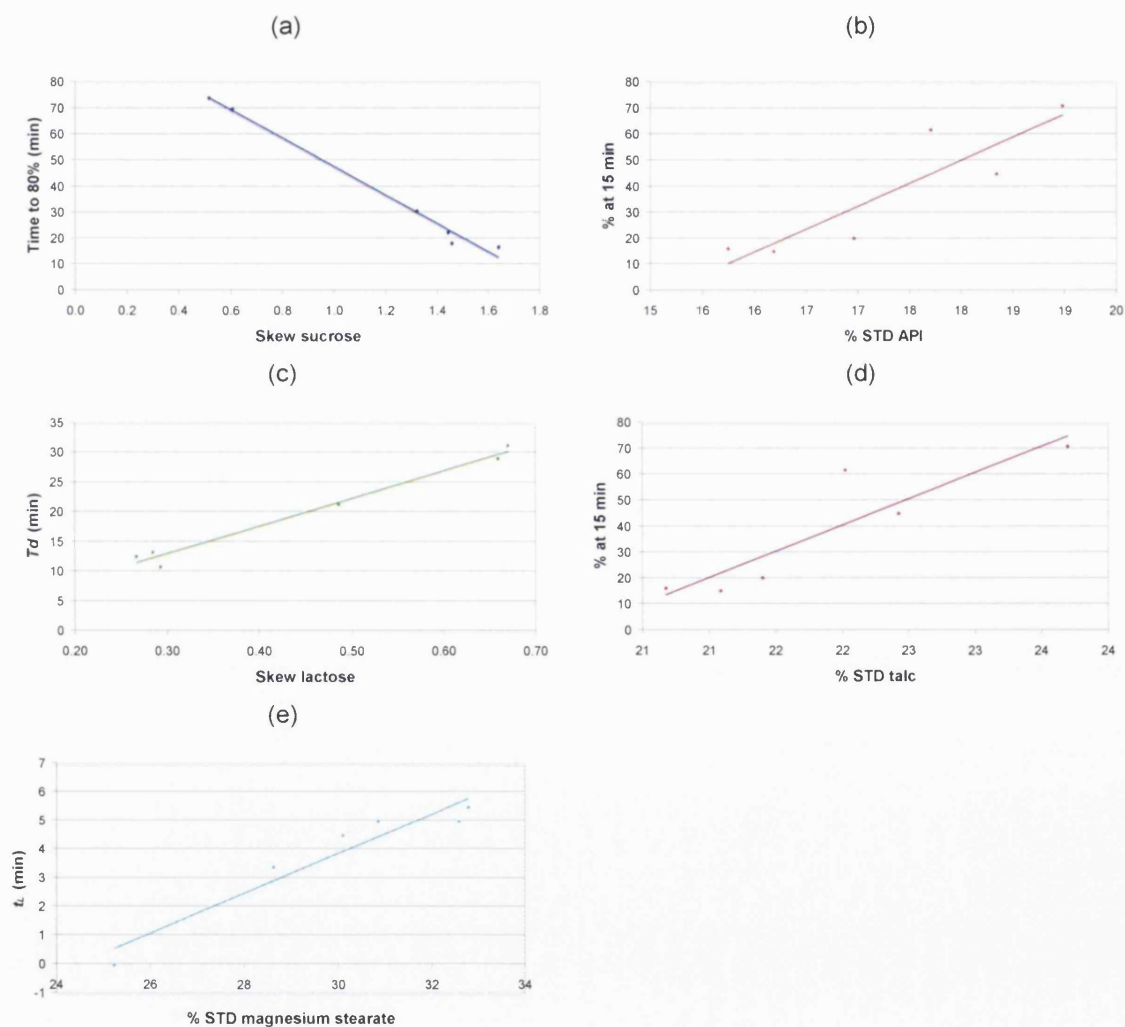 (a)
Time to 80% (min)
80
70
60
50
40
30
20
10
0
0.0 0.2 0.4 0.6 0.8 1.0 1.2 1.4 1.6 1.8
Skew sucrose
(b)
% at 15 min
80
70
60
50
40
30
20
10
0
15 16 16 17 17 18 18 19 19 20
% STD API
(c)
Td (min)
35
30
25
20
15
10
5
0
0.20 0.30 0.40 0.50 0.60 0.70
Skew lactose
(d)
% at 15 min
80
70
60
50
40
30
20
10
0
21 21 22 22 23 23 24 24
% STD talc
(e)
tL (min)
7
6
5
4
3
2
1
0
-1
24 26 28 30 32 34
% STD magnesium stearate